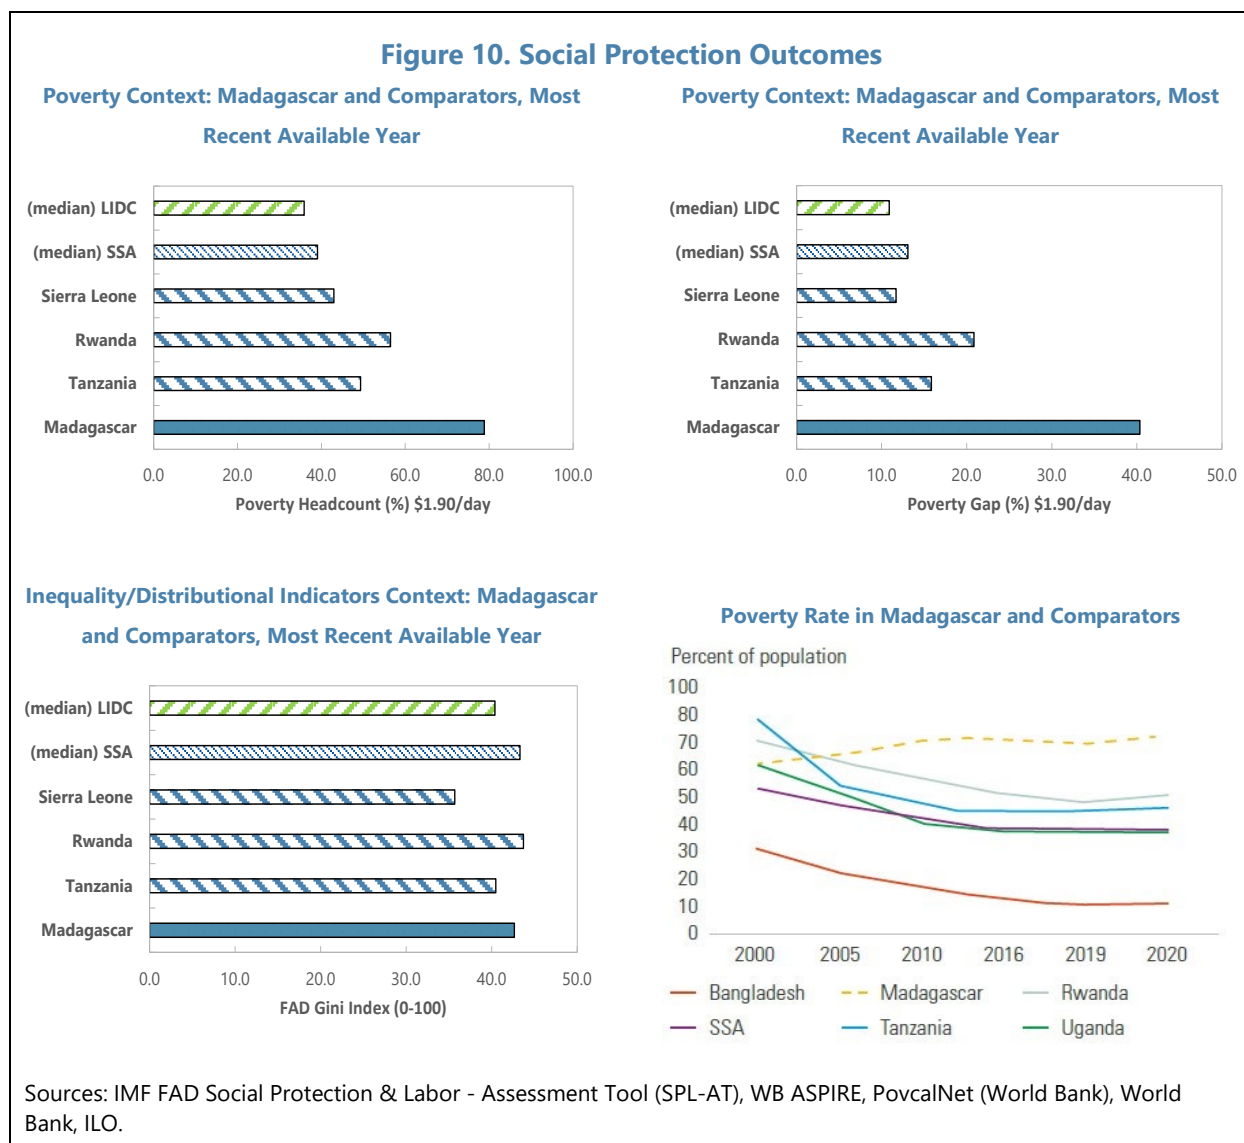 Figure 10. Social Protection Outcomes
Poverty Context: Madagascar and Comparators, Most
Recent Available Year
(median) LIDC
(median) SSA
Sierra Leone
Rwanda
Tanzania
Madagascar
0.0 20.0 40.0 60.0 80.0 100.0
Poverty Headcount (%) $1.90/day
Poverty Context: Madagascar and Comparators, Most
Recent Available Year
(median) LIDC
(median) SSA
Sierra Leone
Rwanda
Tanzania
Madagascar
0.0 10.0 20.0 30.0 40.0 50.0
Poverty Gap (%) $1.90/day
Inequality/Distributional Indicators Context: Madagascar
and Comparators, Most Recent Available Year
(median) LIDC
(median) SSA
Sierra Leone
Rwanda
Tanzania
Madagascar
0.0 10.0 20.0 30.0 40.0 50.0
FAD Gini Index (0-100)
Poverty Rate in Madagascar and Comparators
Percent of population
100
80
70
60
50
40
30
20
10
0
2000 2005 2010 2016 2019 2020
Bangladesh Madagascar Rwanda
SSA Tanzania Uganda
Sources: IMF FAD Social Protection & Labor - Assessment Tool (SPL-AT), WB ASPIRE, PovcalNet (World Bank), World
Bank, ILO.